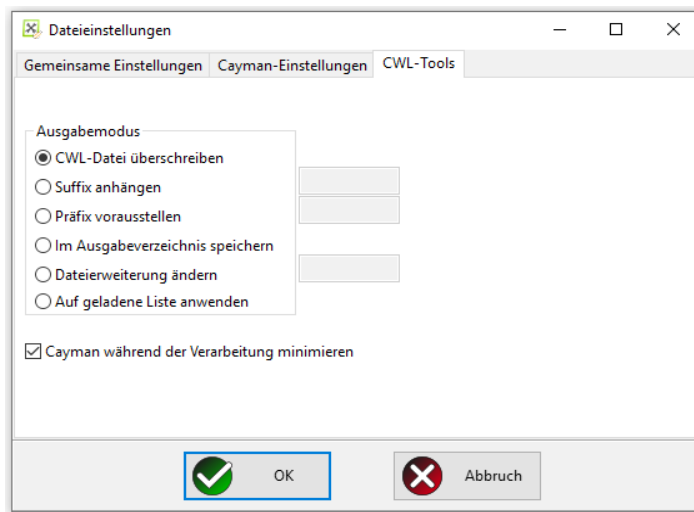 Dateieinstellungen
Gemeinsame Einstellungen Cayman-Einstellungen CWL-Tools
Ausgabemodus
CWL-Datei überschreiben
Suffix anhängen
Präfix vorausstellen
Im Ausgabeverzeichnis speichern
Dateierweiterung ändern
Auf geladene Liste anwenden
Cayman während der Verarbeitung minimieren
OK Abbruch